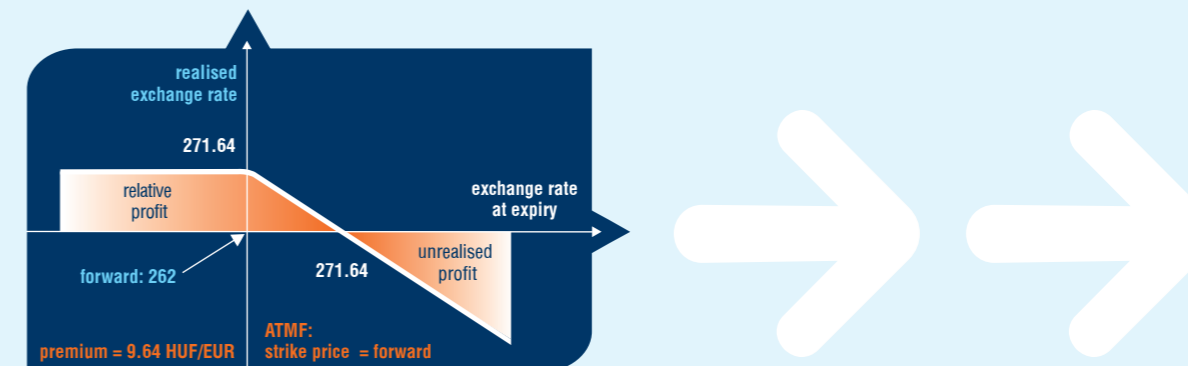 realised
exchange rate
271.64
relative
profit
exchange rate
at expiry
forward: 262
271.64
unrealised
profit
premium = 9.64 HUF/EUR
ATMF:
strike price = forward